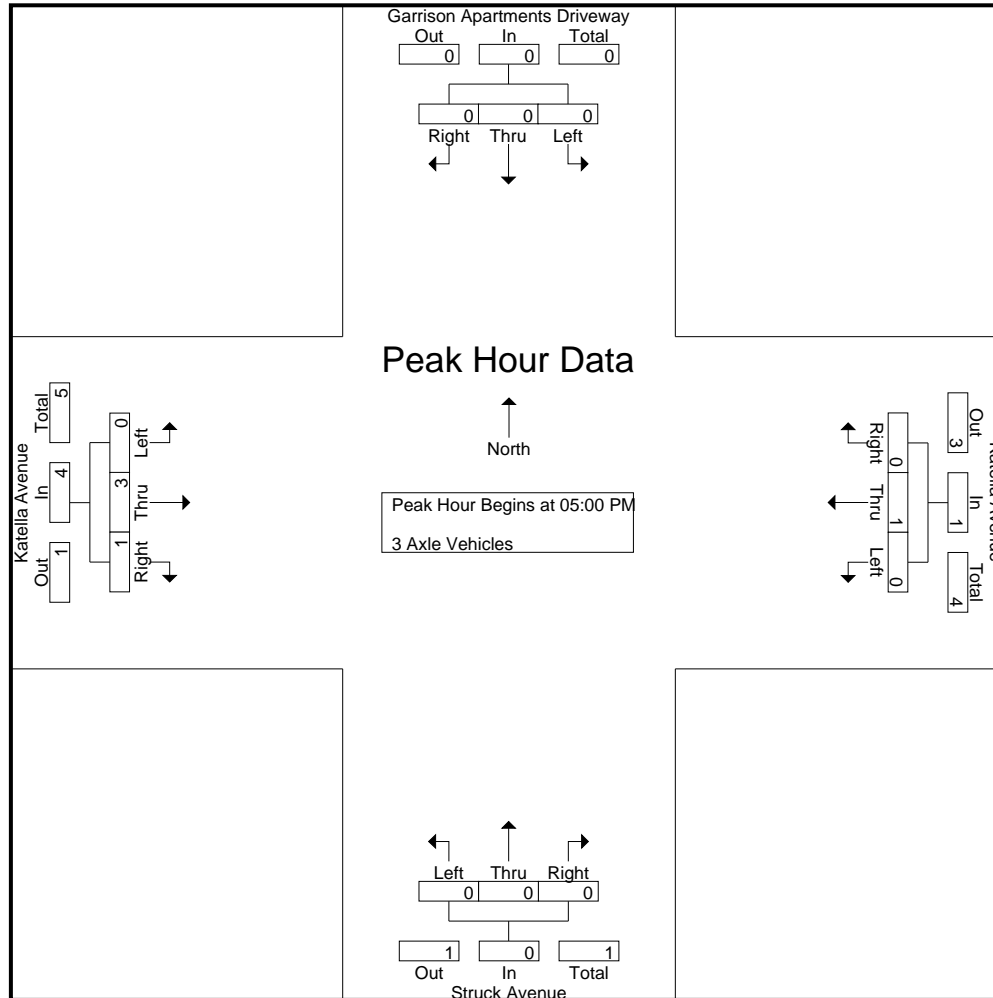 Garrison Apartments Driveway
Out In Total
0 0 0
0 0 0
Right Thru Left
Peak Hour Data
North
Peak Hour Begins at 05:00 PM
3 Axle Vehicles
Katella Avenue
Out In Total
1 4 5
0 3 1
Left Thru Right
Out In Total
3 1 4
0 1 0
Right Thru Left
Avenue
Left Thru Right
0 0 0
1 0 1
Out In Total
Struck Avenue